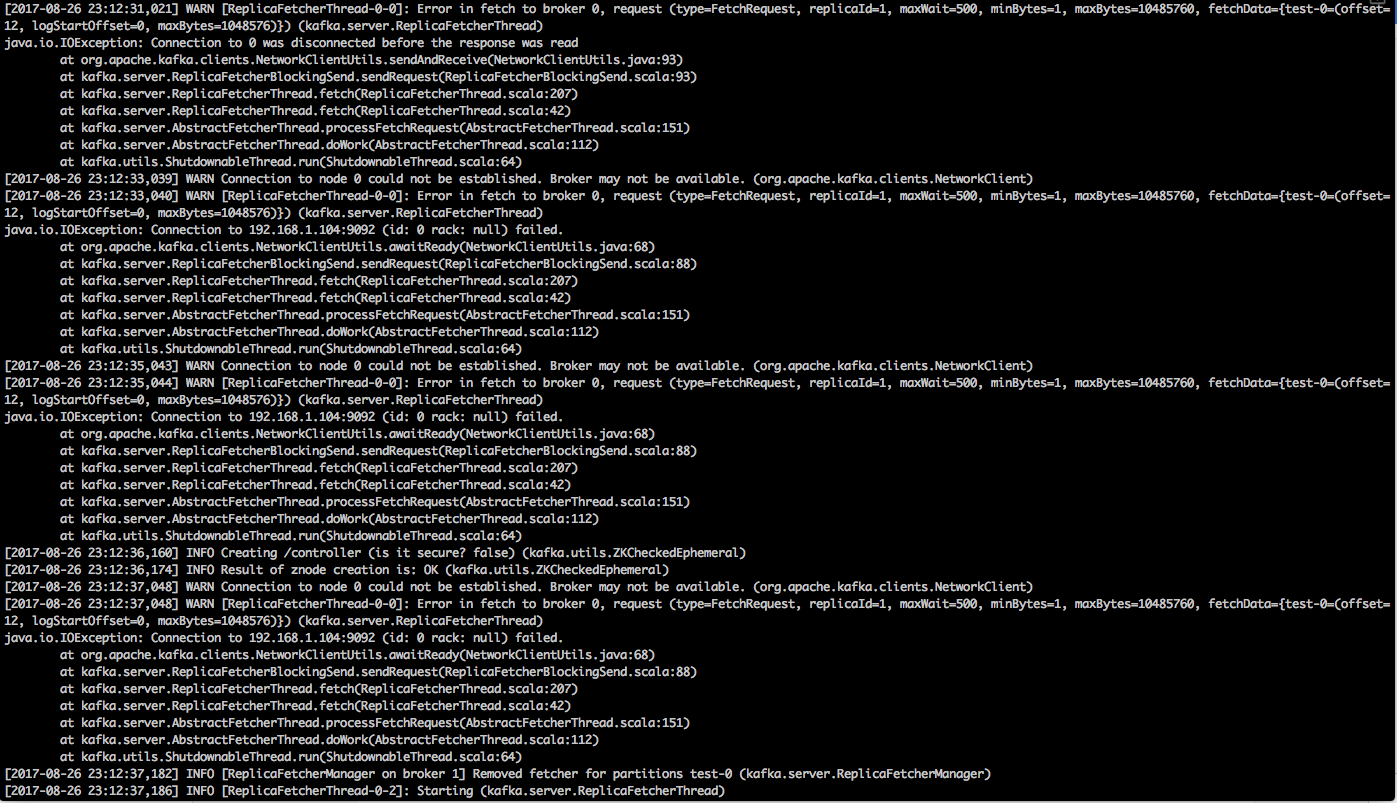 [2017-08-26 23:12:31,021] WARN [ReplicaFetcherThread-0-0]: Error in fetch to broker 0, request (type=FetchRequest, replicaId=1, maxWait=500, minBytes=1, maxBytes=10485760, fetchData={test-0=(offset=
12, logStartOffset=0, maxBytes=1048576)}) (kafka.server.ReplicaFetcherThread)
java.io.IOException: Connection to 0 was disconnected before the response was read
        at org.apache.kafka.clients.NetworkClientUtils.sendAndReceive(NetworkClientUtils.java:93)
        at kafka.server.ReplicaFetcherBlockingSend.sendRequest(ReplicaFetcherBlockingSend.scala:93)
        at kafka.server.ReplicaFetcherThread.fetch(ReplicaFetcherThread.scala:207)
        at kafka.server.ReplicaFetcherThread.fetch(ReplicaFetcherThread.scala:42)
        at kafka.server.AbstractFetcherThread.processFetchRequest(AbstractFetcherThread.scala:151)
        at kafka.server.AbstractFetcherThread.doWork(AbstractFetcherThread.scala:112)
        at kafka.utils.ShutdownableThread.run(ShutdownableThread.scala:64)
[2017-08-26 23:12:33,039] WARN Connection to node 0 could not be established. Broker may not be available. (org.apache.kafka.clients.NetworkClient)
[2017-08-26 23:12:33,040] WARN [ReplicaFetcherThread-0-0]: Error in fetch to broker 0, request (type=FetchRequest, replicaId=1, maxWait=500, minBytes=1, maxBytes=10485760, fetchData={test-0=(offset=
12, logStartOffset=0, maxBytes=1048576)}) (kafka.server.ReplicaFetcherThread)
java.io.IOException: Connection to 192.168.1.104:9092 (id: 0 rack: null) failed.
        at org.apache.kafka.clients.NetworkClientUtils.awaitReady(NetworkClientUtils.java:68)
        at kafka.server.ReplicaFetcherBlockingSend.sendRequest(ReplicaFetcherBlockingSend.scala:88)
        at kafka.server.ReplicaFetcherThread.fetch(ReplicaFetcherThread.scala:207)
        at kafka.server.ReplicaFetcherThread.fetch(ReplicaFetcherThread.scala:42)
        at kafka.server.AbstractFetcherThread.processFetchRequest(AbstractFetcherThread.scala:151)
        at kafka.server.AbstractFetcherThread.doWork(AbstractFetcherThread.scala:112)
        at kafka.utils.ShutdownableThread.run(ShutdownableThread.scala:64)
[2017-08-26 23:12:35,043] WARN Connection to node 0 could not be established. Broker may not be available. (org.apache.kafka.clients.NetworkClient)
[2017-08-26 23:12:35,044] WARN [ReplicaFetcherThread-0-0]: Error in fetch to broker 0, request (type=FetchRequest, replicaId=1, maxWait=500, minBytes=1, maxBytes=10485760, fetchData={test-0=(offset=
12, logStartOffset=0, maxBytes=1048576)}) (kafka.server.ReplicaFetcherThread)
java.io.IOException: Connection to 192.168.1.104:9092 (id: 0 rack: null) failed.
        at org.apache.kafka.clients.NetworkClientUtils.awaitReady(NetworkClientUtils.java:68)
        at kafka.server.ReplicaFetcherBlockingSend.sendRequest(ReplicaFetcherBlockingSend.scala:88)
        at kafka.server.ReplicaFetcherThread.fetch(ReplicaFetcherThread.scala:207)
        at kafka.server.ReplicaFetcherThread.fetch(ReplicaFetcherThread.scala:42)
        at kafka.server.AbstractFetcherThread.processFetchRequest(AbstractFetcherThread.scala:151)
        at kafka.server.AbstractFetcherThread.doWork(AbstractFetcherThread.scala:112)
        at kafka.utils.ShutdownableThread.run(ShutdownableThread.scala:64)
[2017-08-26 23:12:36,160] INFO Creating /controller (is it secure? false) (kafka.utils.ZKCheckedEphemeral)
[2017-08-26 23:12:36,174] INFO Result of znode creation is: OK (kafka.utils.ZKCheckedEphemeral)
[2017-08-26 23:12:37,048] WARN Connection to node 0 could not be established. Broker may not be available. (org.apache.kafka.clients.NetworkClient)
[2017-08-26 23:12:37,048] WARN [ReplicaFetcherThread-0-0]: Error in fetch to broker 0, request (type=FetchRequest, replicaId=1, maxWait=500, minBytes=1, maxBytes=10485760, fetchData={test-0=(offset=
12, logStartOffset=0, maxBytes=1048576)}) (kafka.server.ReplicaFetcherThread)
java.io.IOException: Connection to 192.168.1.104:9092 (id: 0 rack: null) failed.
        at org.apache.kafka.clients.NetworkClientUtils.awaitReady(NetworkClientUtils.java:68)
        at kafka.server.ReplicaFetcherBlockingSend.sendRequest(ReplicaFetcherBlockingSend.scala:88)
        at kafka.server.ReplicaFetcherThread.fetch(ReplicaFetcherThread.scala:207)
        at kafka.server.ReplicaFetcherThread.fetch(ReplicaFetcherThread.scala:42)
        at kafka.server.AbstractFetcherThread.processFetchRequest(AbstractFetcherThread.scala:151)
        at kafka.server.AbstractFetcherThread.doWork(AbstractFetcherThread.scala:112)
        at kafka.utils.ShutdownableThread.run(ShutdownableThread.scala:64)
[2017-08-26 23:12:37,182] INFO [ReplicaFetcherManager on broker 1] Removed fetcher for partitions test-0 (kafka.server.ReplicaFetcherManager)
[2017-08-26 23:12:37,186] INFO [ReplicaFetcherThread-0-2]: Starting (kafka.server.ReplicaFetcherThread)